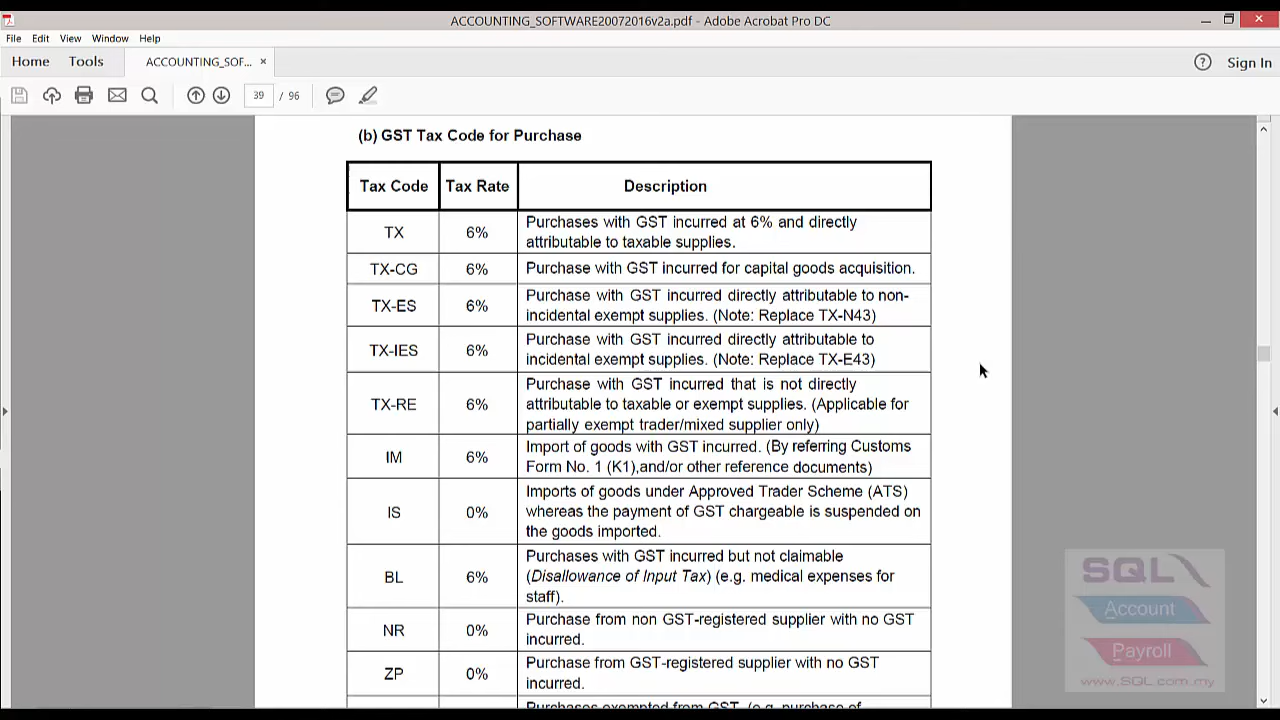 ACCOUNTING_SOFTWARE20072016v2a.pdf - Adobe Acrobat Pro DC
File Edit View Window Help
Home Tools ACCOUNTING_SOF... × Sign In
39 / 96
(b) GST Tax Code for Purchase
Tax Code Tax Rate Description
TX 6% Purchases with GST incurred at 6% and directly
attributable to taxable supplies.
TX-CG 6% Purchase with GST incurred for capital goods acquisition.
TX-ES 6% Purchase with GST incurred directly attributable to non-
incidental exempt supplies. (Note: Replace TX-N43)
TX-IES 6% Purchase with GST incurred directly attributable to
incidental exempt supplies. (Note: Replace TX-E43)
TX-RE 6% Purchase with GST incurred that is not directly
attributable to taxable or exempt supplies. (Applicable for
partially exempt trader/mixed supplier only)
IM 6% Import of goods with GST incurred. (By referring Customs
Form No. 1 (K1),and/or other reference documents)
IS 0% Imports of goods under Approved Trader Scheme (ATS)
whereas the payment of GST chargeable is suspended on
the goods imported.
BL 6% Purchases with GST incurred but not claimable
(Disallowance of Input Tax) (e.g. medical expenses for
staff).
NR 0% Purchase from non GST-registered supplier with no GST
incurred.
ZP 0% Purchase from GST-registered supplier with no GST
incurred.
Purchases exempted from GST. (e.g. purchase of
SQL
Account
Payroll
www.SQL.com.my